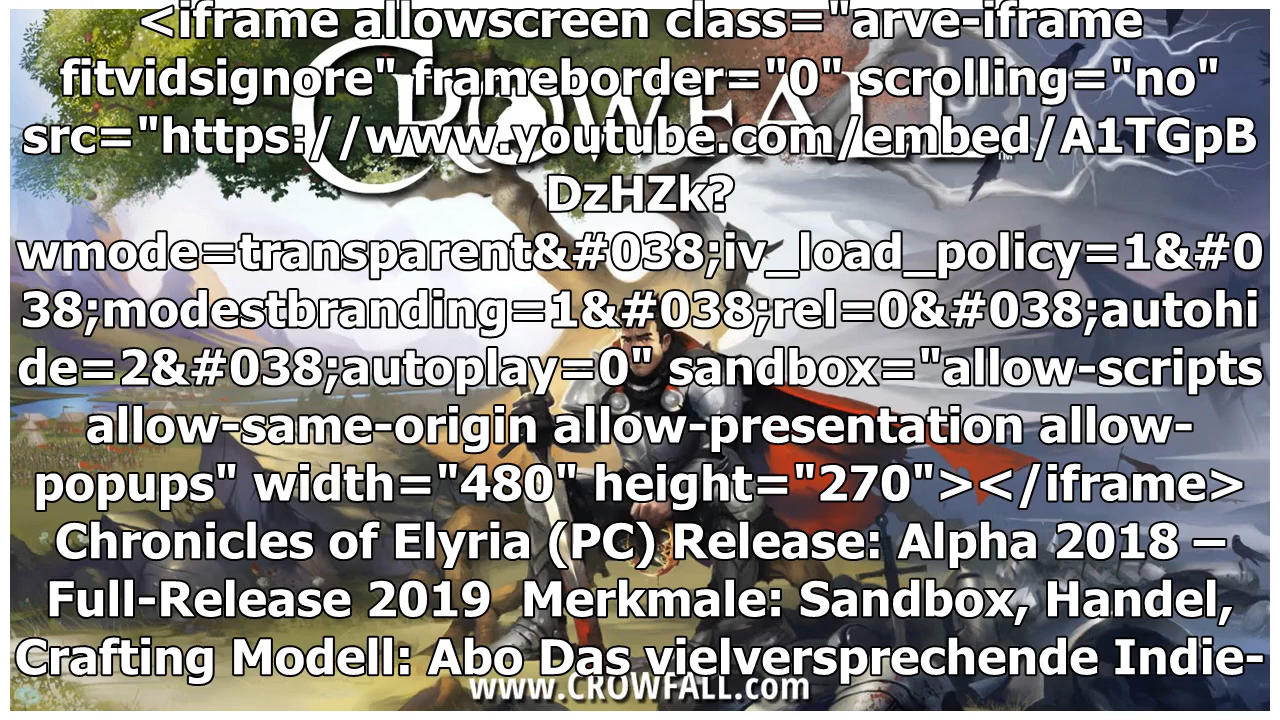 <iframe allowscreen class="arve-iframe
fitvidsignore" frameborder="0" scrolling="no"
CROWFALL
TM
src="https://www.youtube.com/embed/A1TGpB
DzHZk?
wmode=transparent&#038;iv_load_policy=1&#0
38;modestbranding=1&#038;rel=0&#038;autohi
de=2&#038;autoplay=0" sandbox="allow-scripts
allow-same-origin allow-presentation allow-
popups" width="480" height="270"></iframe>
Chronicles of Elyria (PC) Release: Alpha 2018 –
Full-Release 2019  Merkmale: Sandbox, Handel,
Crafting Modell: Abo Das vielversprechende Indie-
www.CROWFALL.com